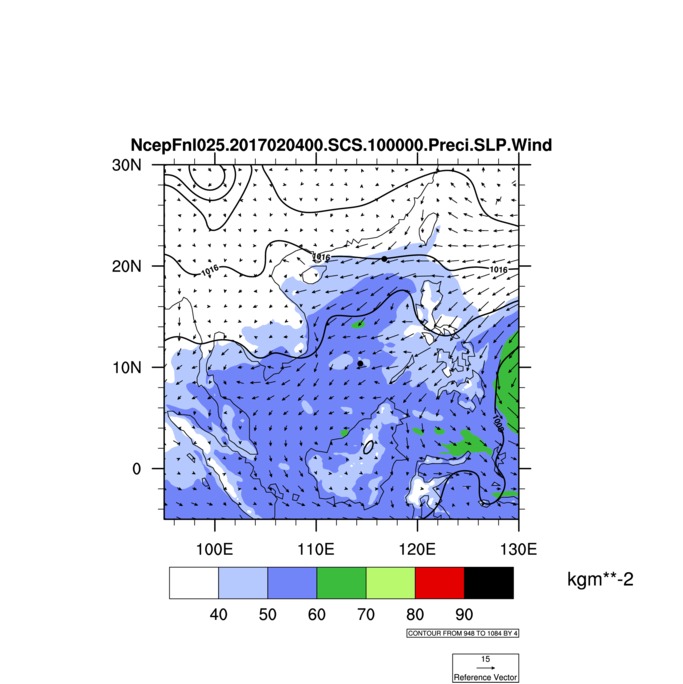 NcepFnl025.2017020400.SCS.100000.Preci.SLP.Wind
30N
20N
10N
0
1016
1016
1016
1008
100E
110E
120E
130E
40
50
60
70
80
90
kgm**-2
CONTOUR FROM 948 TO 1084 BY 4
15
Reference Vector